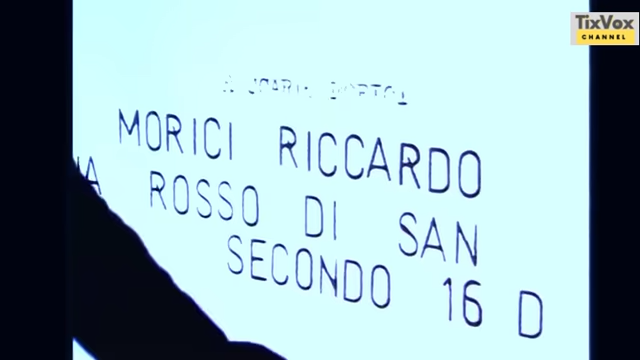 TixVox
CHANNEL
MORICI RICCARDO
ROSSO DI SAN
SECONDO 16 D